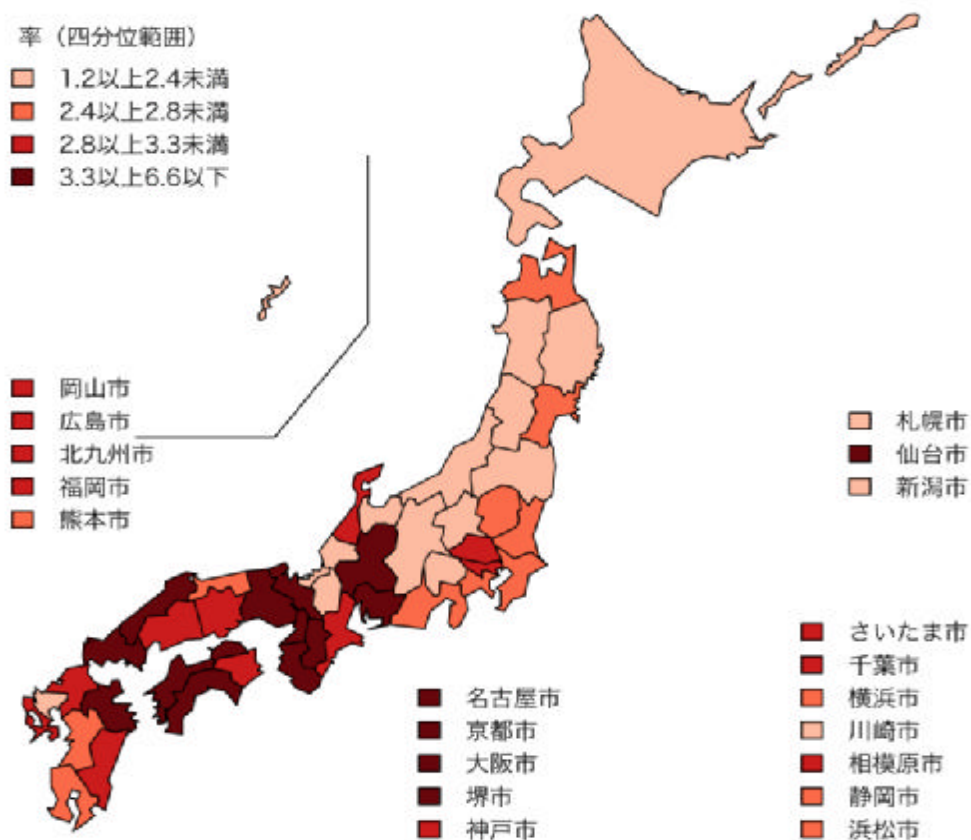 率（四分位範囲）
1.2以上2.4未満
2.4以上2.8未満
2.8以上3.3未満
3.3以上6.6以下
岡山市
広島市
北九州市
福岡市
熊本市
札幌市
仙台市
新潟市
名古屋市
京都市
大阪市
堺市
神戸市
さいたま市
千葉市
横浜市
川崎市
相模原市
静岡市
浜松市